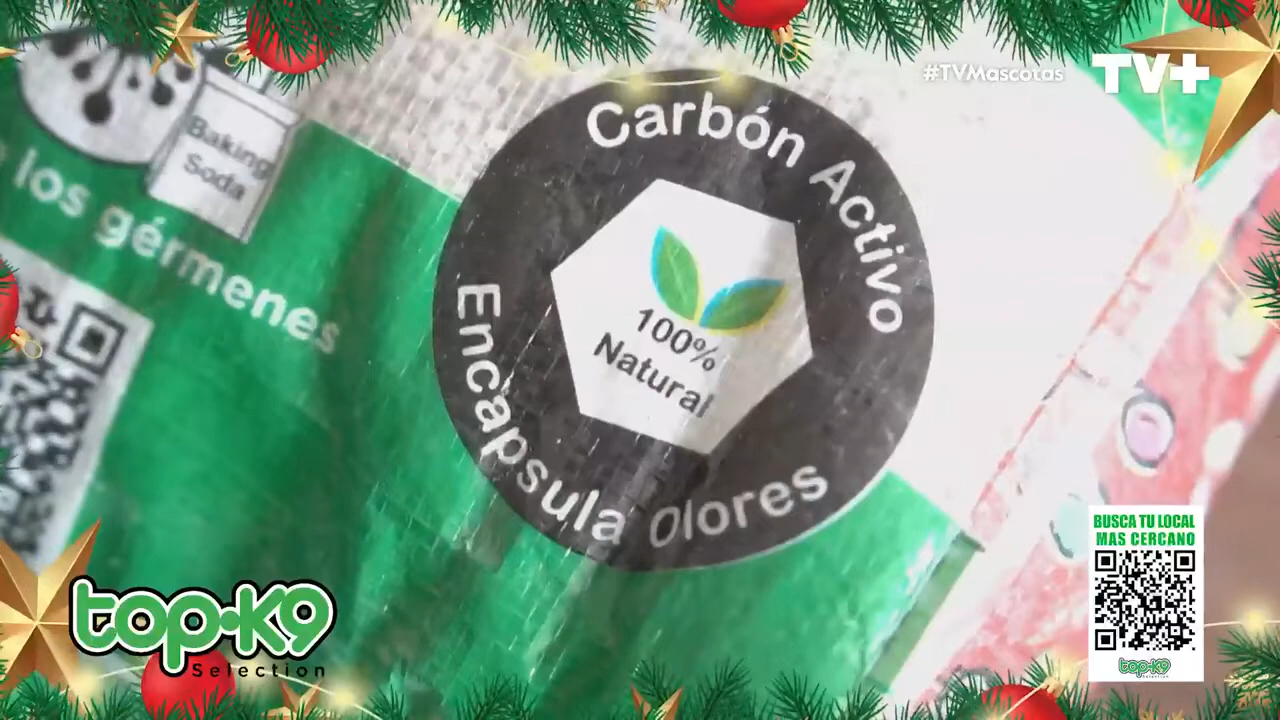 #TVMascotas TV+
Baking
Soda
los gérmenes
Carbón Activo
100%
Natural
Encapsula Olores
BUSCA TU LOCAL
MAS CERCANO
top·K9
Selection
top·K9
Selection